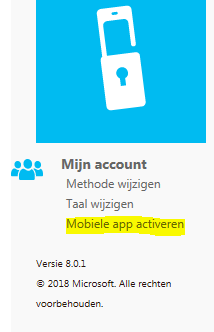 Mijn account
Methode wijzigen
Taal wijzigen
Mobiele app activeren
Versie 8.0.1
© 2018 Microsoft. Alle rechten
voorbehouden.